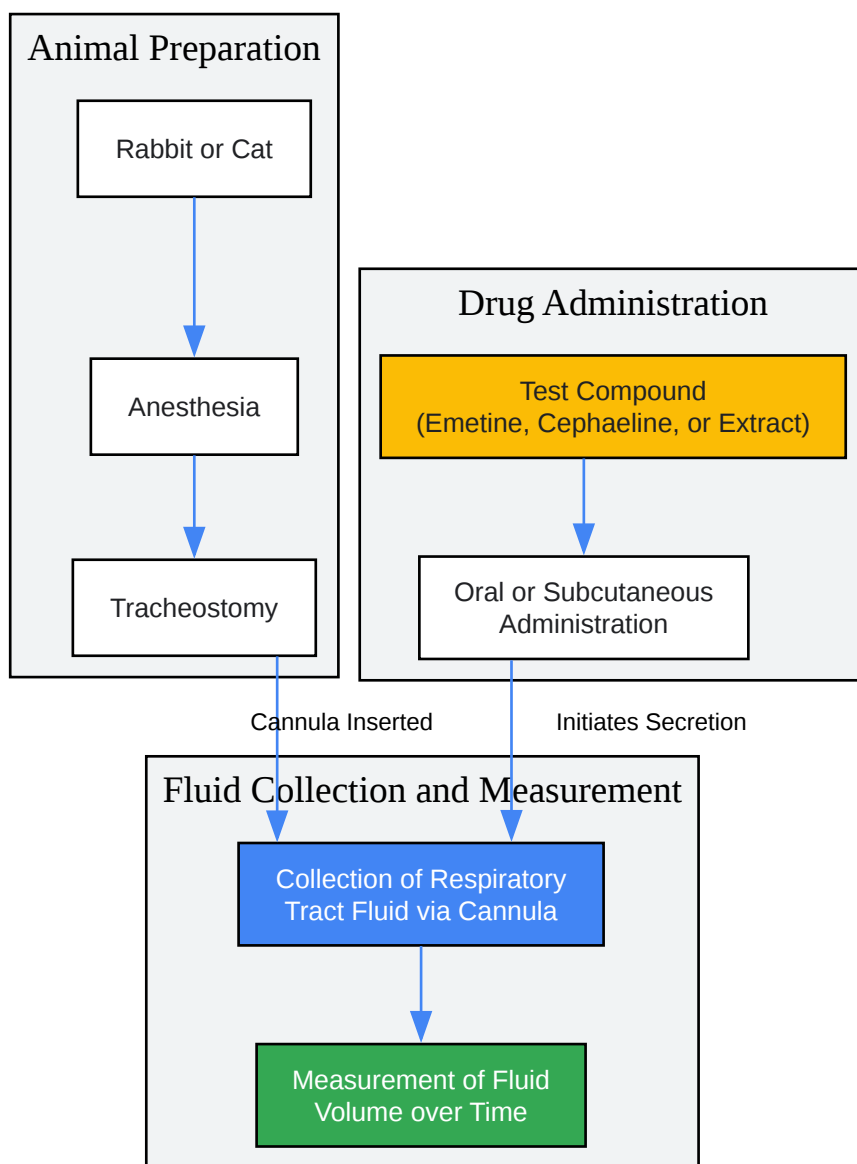 Animal Preparation
Rabbit or Cat
Anesthesia
Tracheostomy
Drug Administration
Test Compound
(Emetine, Cephaeline, or Extract)
Oral or Subcutaneous
Administration
Cannula Inserted
Initiates Secretion
Fluid Collection and Measurement
Collection of Respiratory
Tract Fluid via Cannula
Measurement of Fluid
Volume over Time